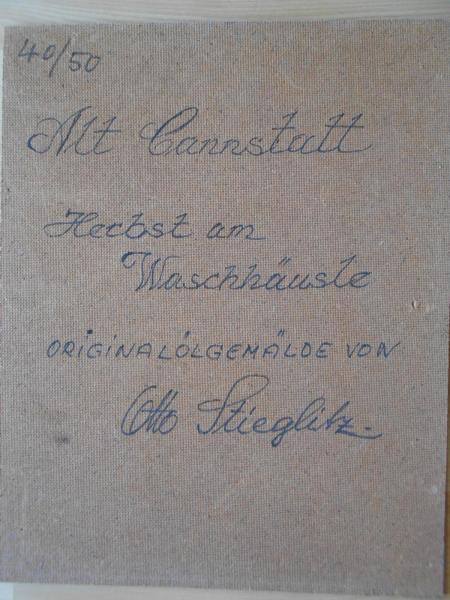 40/50
Alt Cannstatt
Herbst am
Waschhäusle
ORIGINALÖLGEMÄLDE VON
Otto Stieglitz.